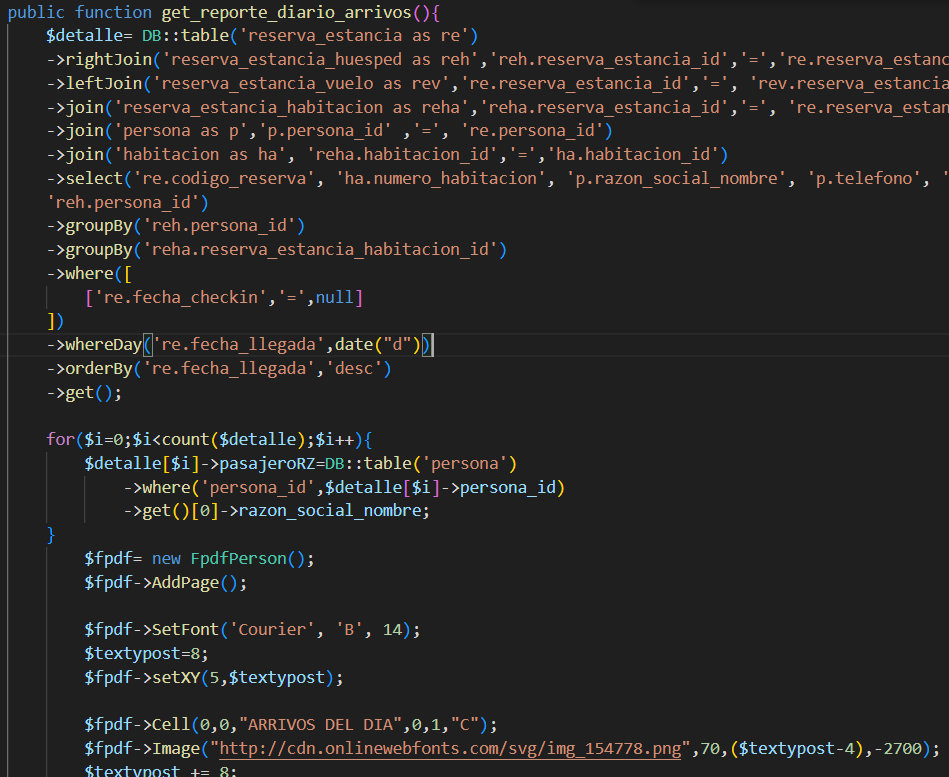 public function get_reporte_diario_arrivos(){
$detalle= DB::table('reserva_estancia as re')
->rightJoin('reserva_estancia_huesped as reh','reh.reserva_estancia_id','=','re.reserva_estanc
->leftJoin('reserva_estancia_vuelo as rev','re.reserva_estancia_id','=', 'rev.reserva_estancia
->join('reserva_estancia_habitacion as reha','reha.reserva_estancia_id','=', 're.reserva_estan
->join('persona as p','p.persona_id' ,'=', 're.persona_id')
->join('habitacion as ha', 'reha.habitacion_id','=','ha.habitacion_id')
->select('re.codigo_reserva', 'ha.numero_habitacion', 'p.razon_social_nombre', 'p.telefono', '
'reh.persona_id')
->groupBy('reh.persona_id')
->groupBy('reha.reserva_estancia_habitacion_id')
->where([
['re.fecha_checkin','=',null]
])
->whereDay('re.fecha_llegada',date("d"))
->orderBy('re.fecha_llegada','desc')
->get();
for($i=0;$i<count($detalle);$i++){
$detalle[$i]->pasajeroRZ=DB::table('persona')
->where('persona_id',$detalle[$i]->persona_id)
->get()[0]->razon_social_nombre;
}
$fpdf= new FpdfPerson();
$fpdf->AddPage();
$fpdf->SetFont('Courier', 'B', 14);
$textypost=8;
$fpdf->setXY(5,$textypost);
$fpdf->Cell(0,0,"ARRIVOS DEL DIA",0,1,"C");
$fpdf->Image("http://cdn.onlinewebfonts.com/svg/img_154778.png",70,($textypost-4),-2700);
$textypost += 8;